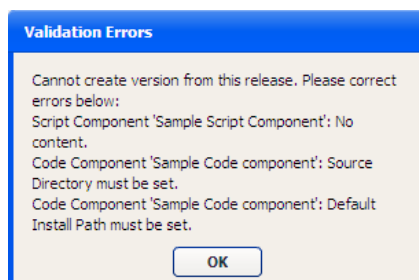 Validation Errors
Cannot create version from this release. Please correct
errors below:
Script Component 'Sample Script Component': No
content.
Code Component 'Sample Code component': Source
Directory must be set.
Code Component 'Sample Code component': Default
Install Path must be set.
OK